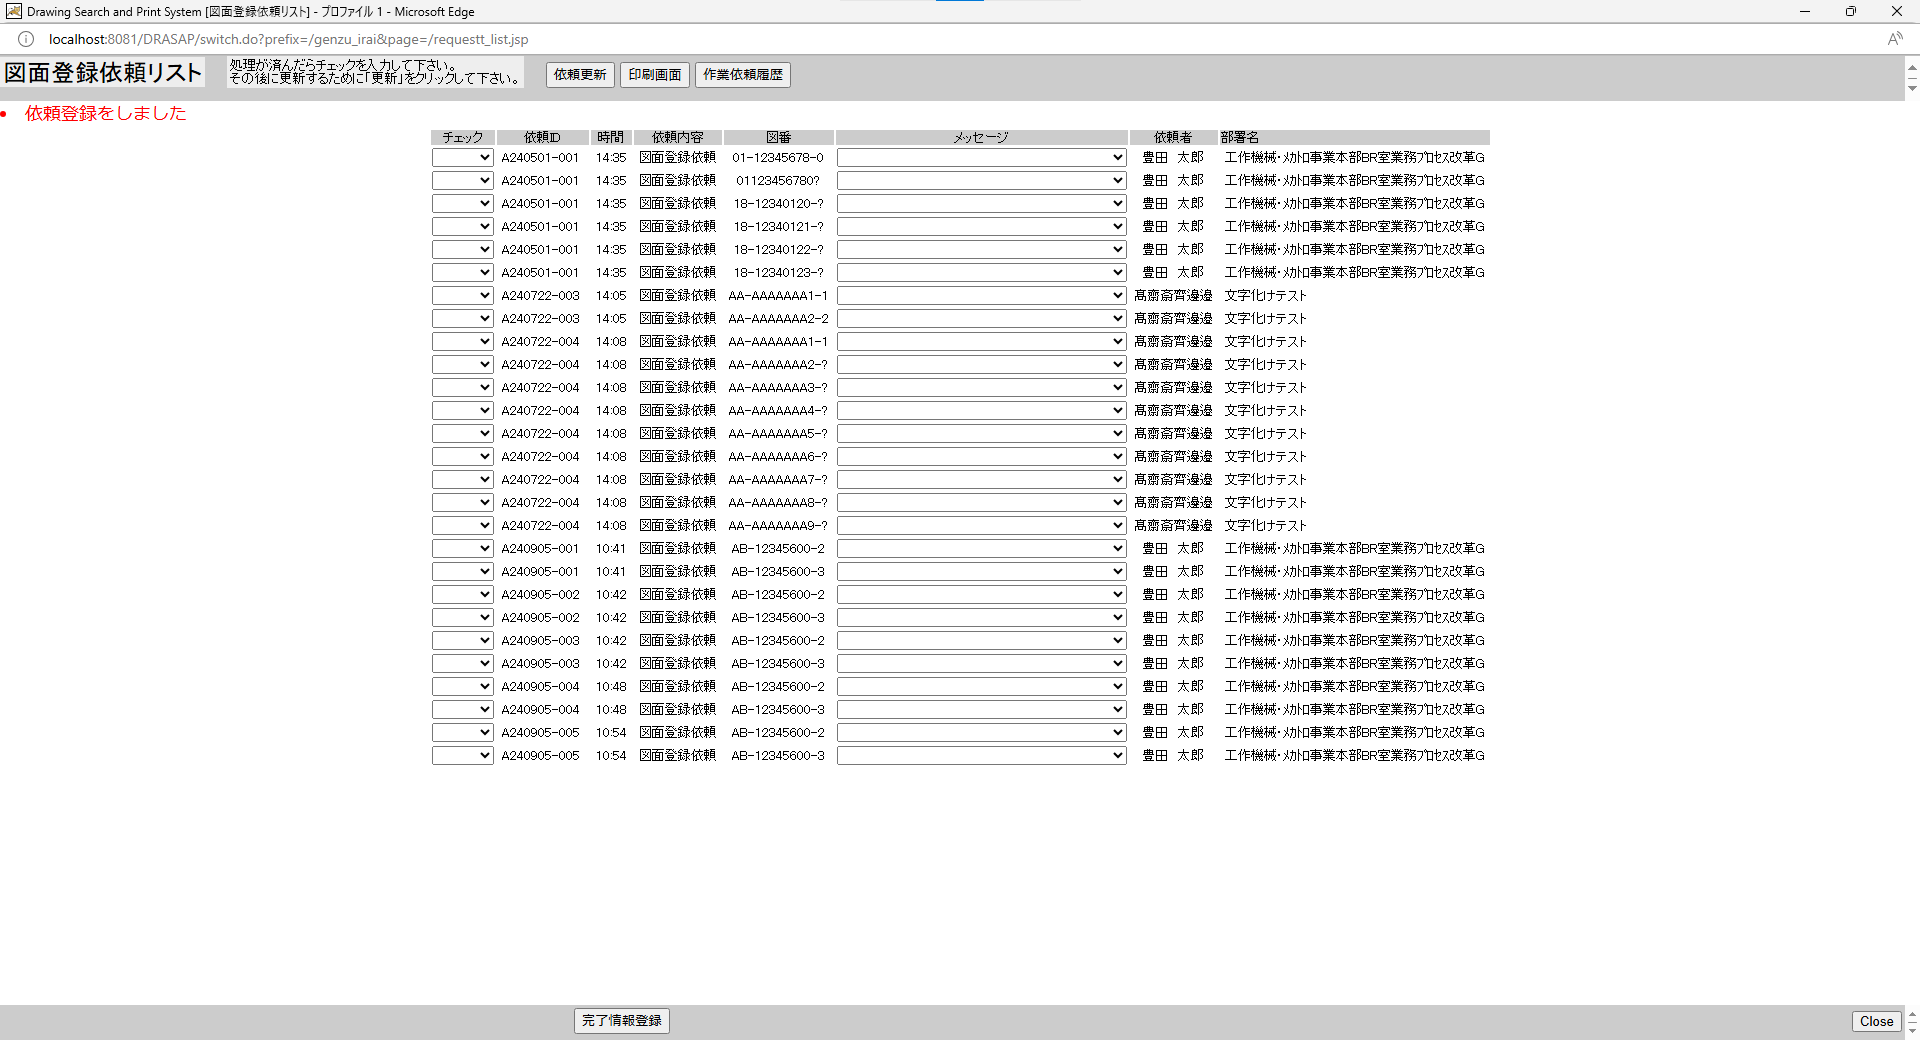 Drawing Search and Print System [図面登録依頼リスト] - プロファイル 1 - Microsoft Edge
localhost:8081/DRASAP/switch.do?prefix=/genzu_irai&page=/requestt_list.jsp
図面登録依頼リスト
処理が済んだらチェックを入力して下さい。
その後に更新するために「更新」をクリックして下さい。
依頼更新 印刷画面 作業依頼履歴
• 依頼登録をしました
チェック 依頼ID 時間 依頼内容 図番 メッセージ 依頼者 部署名
A240501-001 14:35 図面登録依頼 01-12345678-0 豊田 太郎 工作機械・ﾒｶﾄﾛ事業本部BR室業務ﾌﾟﾛｾｽ改革G
A240501-001 14:35 図面登録依頼 01123456780? 豊田 太郎 工作機械・ﾒｶﾄﾛ事業本部BR室業務ﾌﾟﾛｾｽ改革G
A240501-001 14:35 図面登録依頼 18-12340120-? 豊田 太郎 工作機械・ﾒｶﾄﾛ事業本部BR室業務ﾌﾟﾛｾｽ改革G
A240501-001 14:35 図面登録依頼 18-12340121-? 豊田 太郎 工作機械・ﾒｶﾄﾛ事業本部BR室業務ﾌﾟﾛｾｽ改革G
A240501-001 14:35 図面登録依頼 18-12340122-? 豊田 太郎 工作機械・ﾒｶﾄﾛ事業本部BR室業務ﾌﾟﾛｾｽ改革G
A240501-001 14:35 図面登録依頼 18-12340123-? 豊田 太郎 工作機械・ﾒｶﾄﾛ事業本部BR室業務ﾌﾟﾛｾｽ改革G
A240722-003 14:05 図面登録依頼 AA-AAAAAAA1-1 髙齋斎齊邉邊 文字化けテスト
A240722-003 14:05 図面登録依頼 AA-AAAAAAA2-2 髙齋斎齊邉邊 文字化けテスト
A240722-004 14:08 図面登録依頼 AA-AAAAAAA1-1 髙齋斎齊邉邊 文字化けテスト
A240722-004 14:08 図面登録依頼 AA-AAAAAAA2-? 髙齋斎齊邉邊 文字化けテスト
A240722-004 14:08 図面登録依頼 AA-AAAAAAA3-? 髙齋斎齊邉邊 文字化けテスト
A240722-004 14:08 図面登録依頼 AA-AAAAAAA4-? 髙齋斎齊邉邊 文字化けテスト
A240722-004 14:08 図面登録依頼 AA-AAAAAAA5-? 髙齋斎齊邉邊 文字化けテスト
A240722-004 14:08 図面登録依頼 AA-AAAAAAA6-? 髙齋斎齊邉邊 文字化けテスト
A240722-004 14:08 図面登録依頼 AA-AAAAAAA7-? 髙齋斎齊邉邊 文字化けテスト
A240722-004 14:08 図面登録依頼 AA-AAAAAAA8-? 髙齋斎齊邉邊 文字化けテスト
A240722-004 14:08 図面登録依頼 AA-AAAAAAA9-? 髙齋斎齊邉邊 文字化けテスト
A240905-001 10:41 図面登録依頼 AB-12345600-2 豊田 太郎 工作機械・ﾒｶﾄﾛ事業本部BR室業務ﾌﾟﾛｾｽ改革G
A240905-001 10:41 図面登録依頼 AB-12345600-3 豊田 太郎 工作機械・ﾒｶﾄﾛ事業本部BR室業務ﾌﾟﾛｾｽ改革G
A240905-002 10:42 図面登録依頼 AB-12345600-2 豊田 太郎 工作機械・ﾒｶﾄﾛ事業本部BR室業務ﾌﾟﾛｾｽ改革G
A240905-002 10:42 図面登録依頼 AB-12345600-3 豊田 太郎 工作機械・ﾒｶﾄﾛ事業本部BR室業務ﾌﾟﾛｾｽ改革G
A240905-003 10:42 図面登録依頼 AB-12345600-2 豊田 太郎 工作機械・ﾒｶﾄﾛ事業本部BR室業務ﾌﾟﾛｾｽ改革G
A240905-003 10:42 図面登録依頼 AB-12345600-3 豊田 太郎 工作機械・ﾒｶﾄﾛ事業本部BR室業務ﾌﾟﾛｾｽ改革G
A240905-004 10:48 図面登録依頼 AB-12345600-2 豊田 太郎 工作機械・ﾒｶﾄﾛ事業本部BR室業務ﾌﾟﾛｾｽ改革G
A240905-004 10:48 図面登録依頼 AB-12345600-3 豊田 太郎 工作機械・ﾒｶﾄﾛ事業本部BR室業務ﾌﾟﾛｾｽ改革G
A240905-005 10:54 図面登録依頼 AB-12345600-2 豊田 太郎 工作機械・ﾒｶﾄﾛ事業本部BR室業務ﾌﾟﾛｾｽ改革G
A240905-005 10:54 図面登録依頼 AB-12345600-3 豊田 太郎 工作機械・ﾒｶﾄﾛ事業本部BR室業務ﾌﾟﾛｾｽ改革G
完了情報登録 Close